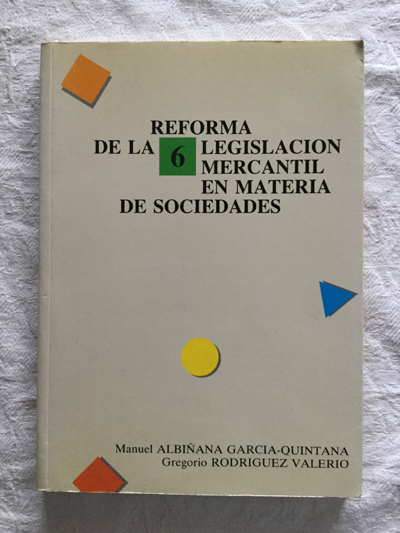 REFORMA
DE LA 6 LEGISLACION
MERCANTIL
EN MATERIA
DE SOCIEDADES
Manuel ALBIÑANA GARCIA-QUINTANA
Gregorio RODRIGUEZ VALERIO